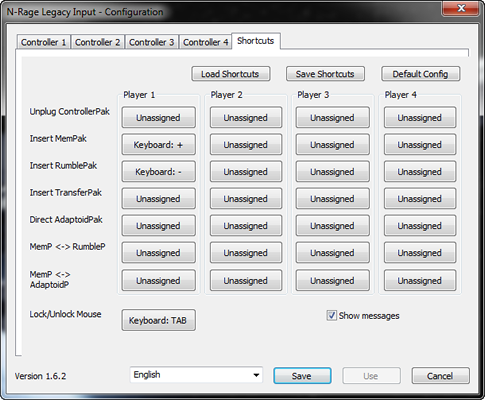 N-Rage Legacy Input - Configuration
Controller 1 Controller 2 Controller 3 Controller 4 Shortcuts
Load Shortcuts Save Shortcuts Default Config
Player 1 Player 2 Player 3 Player 4
Unplug ControllerPak Unassigned Unassigned Unassigned Unassigned
Insert MemPak Keyboard: + Unassigned Unassigned Unassigned
Insert RumblePak Keyboard: - Unassigned Unassigned Unassigned
Insert TransferPak Unassigned Unassigned Unassigned Unassigned
Direct AdaptoidPak Unassigned Unassigned Unassigned Unassigned
MemP <-> RumbleP Unassigned Unassigned Unassigned Unassigned
MemP <->
AdaptoidP Unassigned Unassigned Unassigned Unassigned
Lock/Unlock Mouse Keyboard: TAB Show messages
Version 1.6.2 English Save Use Cancel